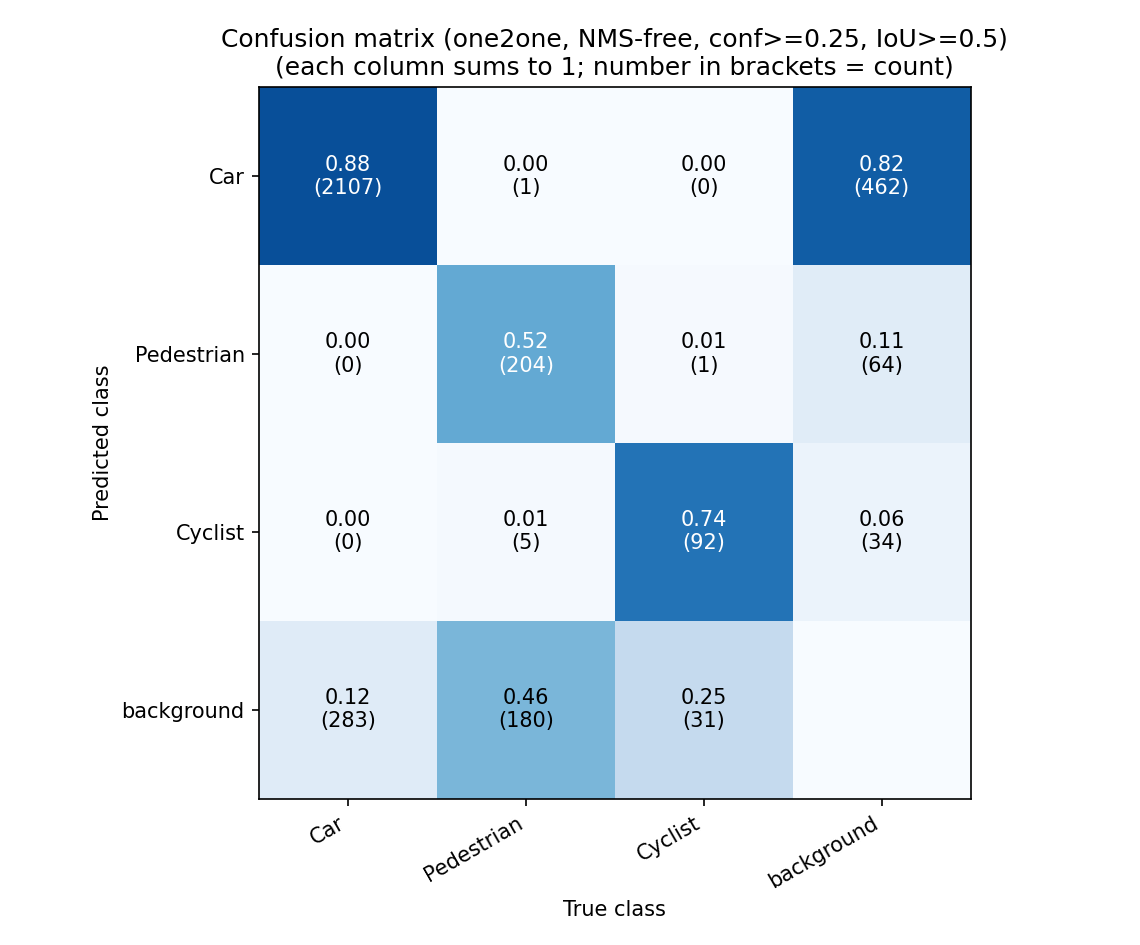 Confusion matrix (one2one, NMS-free, conf>=0.25, IoU>=0.5)
(each column sums to 1; number in brackets = count)
Car
0.88
(2107)
0.00
(1)
0.00
(0)
0.82
(462)
Pedestrian
0.00
(0)
0.52
(204)
0.01
(1)
0.11
(64)
Cyclist
0.00
(0)
0.01
(5)
0.74
(92)
0.06
(34)
background
0.12
(283)
0.46
(180)
0.25
(31)
Predicted class
Car
Pedestrian
Cyclist
background
True class